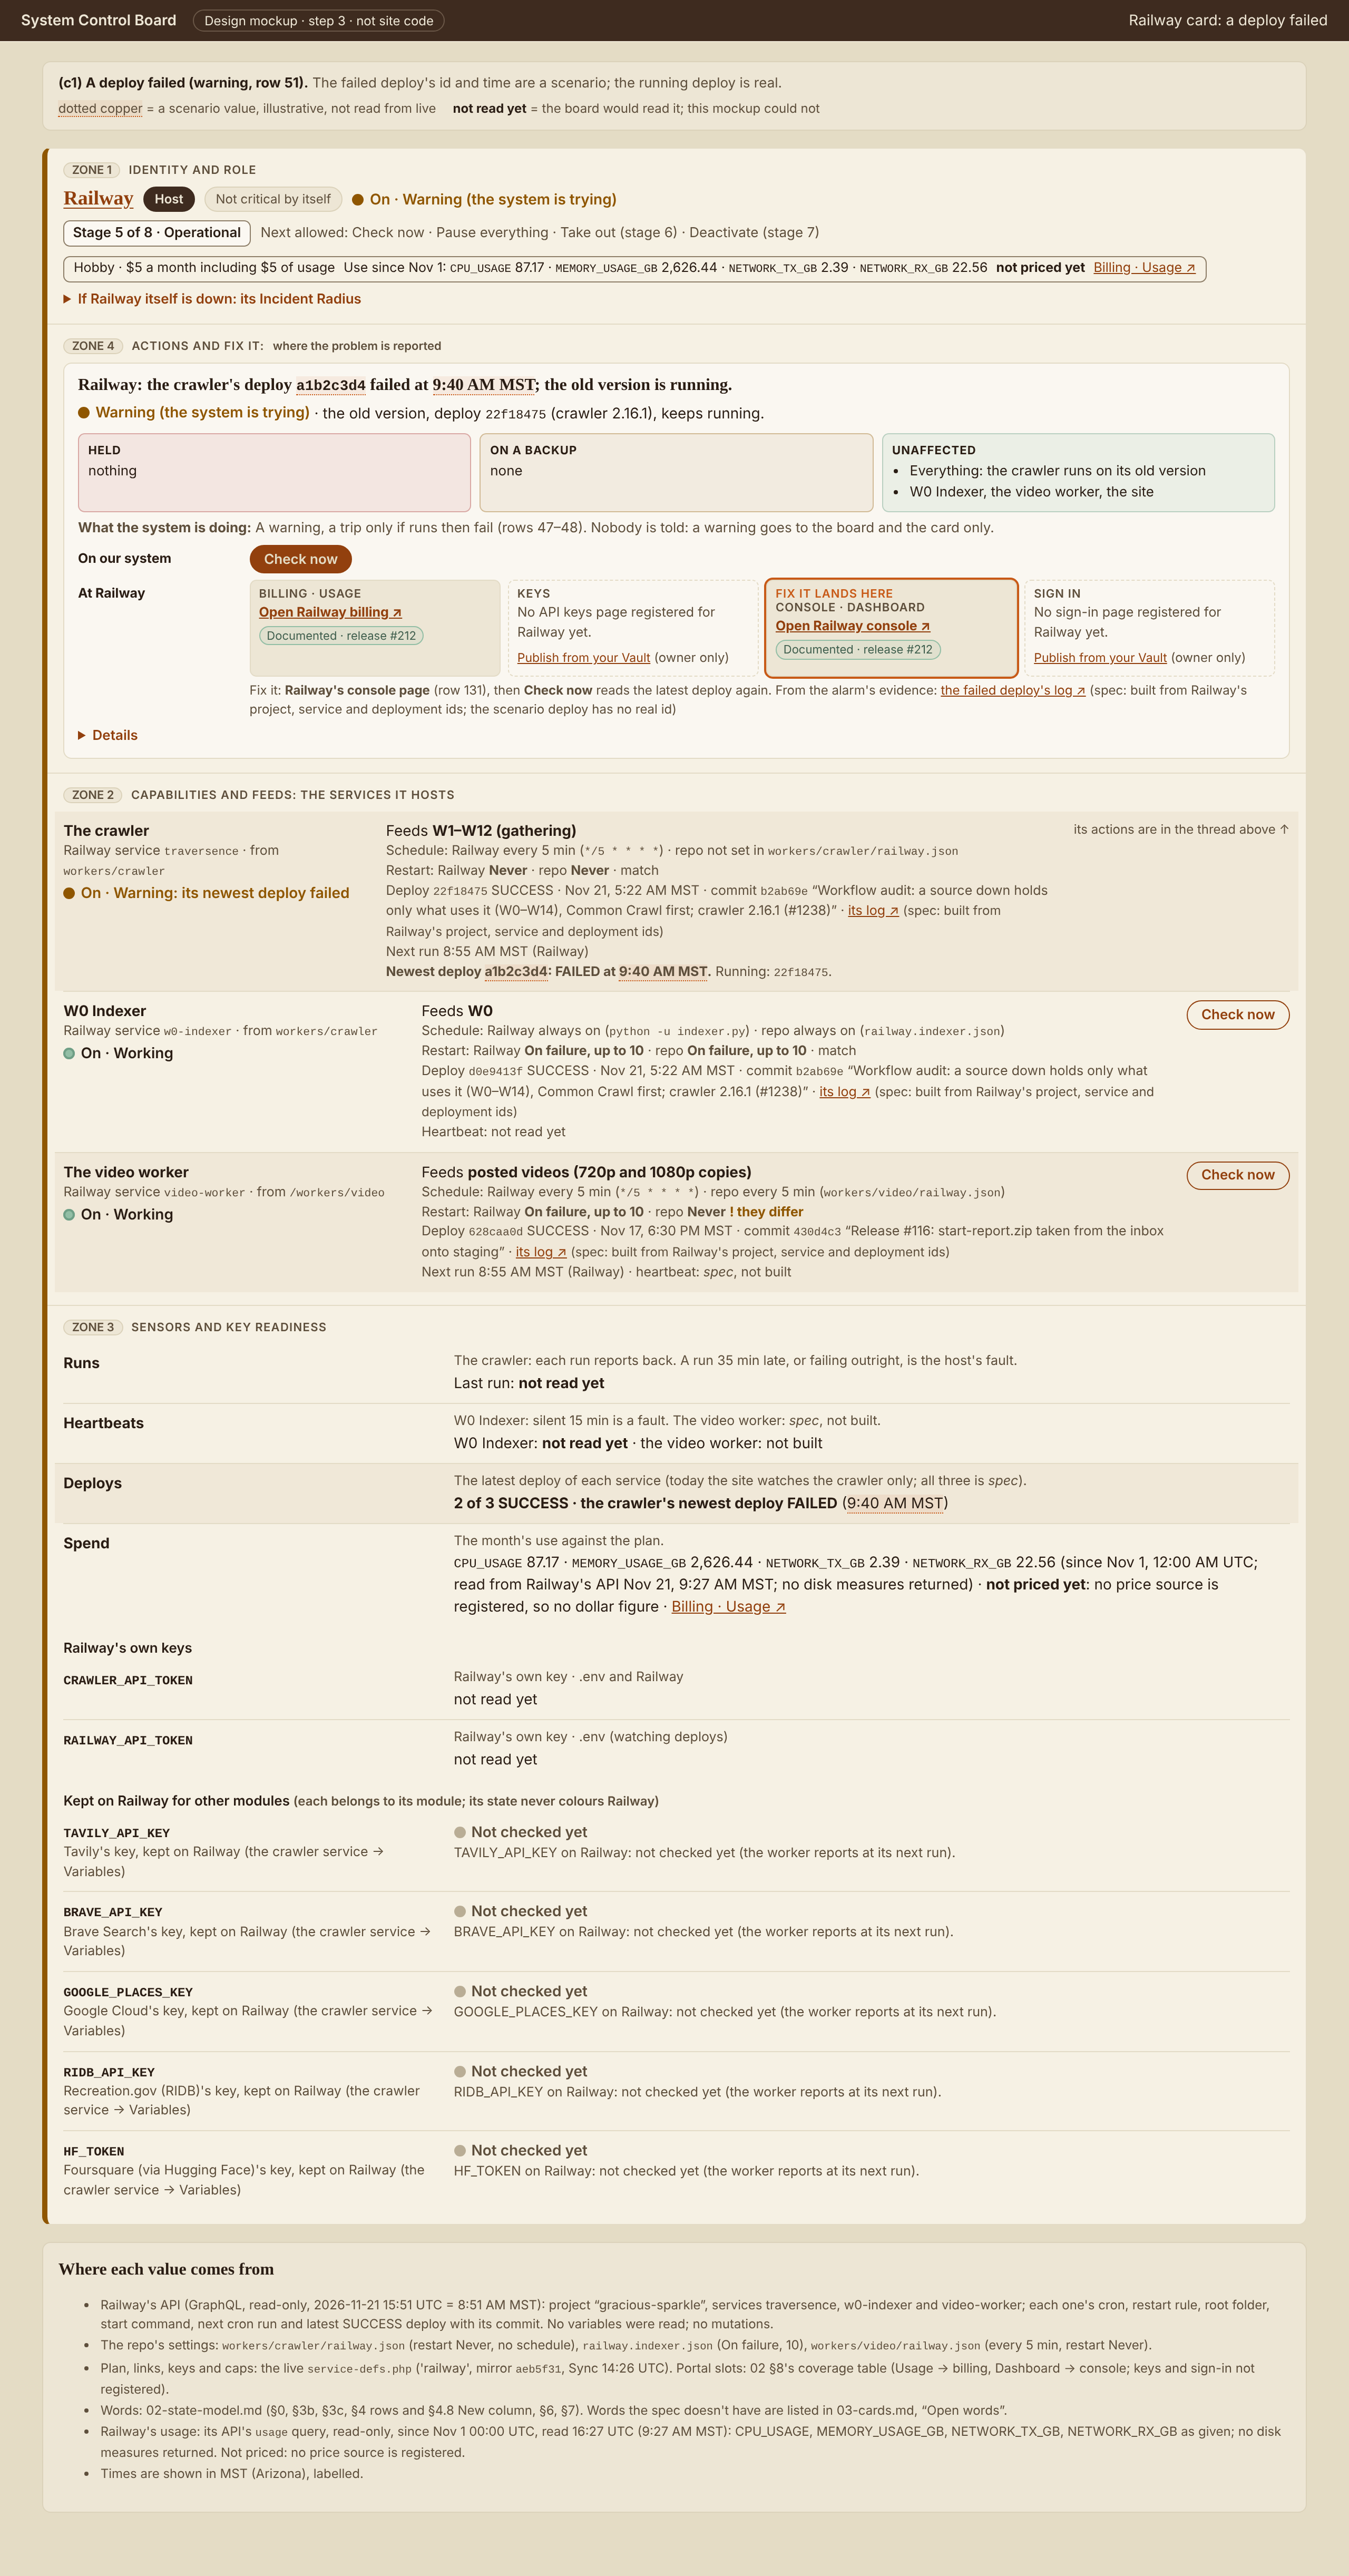 System Control Board
Design mockup · step 3 · not site code
Railway card: a deploy failed
(c1) A deploy failed (warning, row 51). The failed deploy's id and time are a scenario; the running deploy is real.
dotted copper = a scenario value, illustrative, not read from live not read yet = the board would read it; this mockup could not
ZONE 1 IDENTITY AND ROLE
Railway Host Not critical by itself On · Warning (the system is trying)
Stage 5 of 8 · Operational Next allowed: Check now · Pause everything · Take out (stage 6) · Deactivate (stage 7)
Hobby · $5 a month including $5 of usage Use since Nov 1: CPU_USAGE 87.17 · MEMORY_USAGE_GB 2,626.44 · NETWORK_TX_GB 2.39 · NETWORK_RX_GB 22.56 not priced yet Billing · Usage ↗
▶ If Railway itself is down: its Incident Radius
ZONE 4 ACTIONS AND FIX IT: where the problem is reported
Railway: the crawler's deploy a1b2c3d4 failed at 9:40 AM MST; the old version is running.
Warning (the system is trying) · the old version, deploy 22f18475 (crawler 2.16.1), keeps running.
HELD
nothing
ON A BACKUP
none
UNAFFECTED
• Everything: the crawler runs on its old version
• W0 Indexer, the video worker, the site
What the system is doing: A warning, a trip only if runs then fail (rows 47–48). Nobody is told: a warning goes to the board and the card only.
On our system Check now
At Railway
BILLING · USAGE
Open Railway billing ↗
Documented · release #212
KEYS
No API keys page registered for
Railway yet.
Publish from your Vault (owner only)
FIX IT LANDS HERE
CONSOLE · DASHBOARD
Open Railway console ↗
Documented · release #212
SIGN IN
No sign-in page registered for
Railway yet.
Publish from your Vault (owner only)
Fix it: Railway's console page (row 131), then Check now reads the latest deploy again. From the alarm's evidence: the failed deploy's log ↗ (spec: built from Railway's
project, service and deployment ids; the scenario deploy has no real id)
▶ Details
ZONE 2 CAPABILITIES AND FEEDS: THE SERVICES IT HOSTS
The crawler
Railway service traversence · from
workers/crawler
On · Warning: its newest deploy failed
Feeds W1–W12 (gathering)
Schedule: Railway every 5 min (*/5 * * * *) · repo not set in workers/crawler/railway.json
Restart: Railway Never · repo Never · match
Deploy 22f18475 SUCCESS · Nov 21, 5:22 AM MST · commit b2ab69e “Workflow audit: a source down holds
only what uses it (W0–W14), Common Crawl first; crawler 2.16.1 (#1238)” · its log ↗ (spec: built from
Railway's project, service and deployment ids)
Next run 8:55 AM MST (Railway)
Newest deploy a1b2c3d4: FAILED at 9:40 AM MST. Running: 22f18475.
its actions are in the thread above ↑
W0 Indexer
Railway service w0-indexer · from workers/crawler
On · Working
Feeds W0
Schedule: Railway always on (python -u indexer.py) · repo always on (railway.indexer.json)
Restart: Railway On failure, up to 10 · repo On failure, up to 10 · match
Deploy d0e9413f SUCCESS · Nov 21, 5:22 AM MST · commit b2ab69e “Workflow audit: a source down holds only what
uses it (W0–W14), Common Crawl first; crawler 2.16.1 (#1238)” · its log ↗ (spec: built from Railway's project, service and
deployment ids)
Heartbeat: not read yet
Check now
The video worker
Railway service video-worker · from /workers/video
On · Working
Feeds posted videos (720p and 1080p copies)
Schedule: Railway every 5 min (*/5 * * * *) · repo every 5 min (workers/video/railway.json)
Restart: Railway On failure, up to 10 · repo Never ! they differ
Deploy 628caa0d SUCCESS · Nov 17, 6:30 PM MST · commit 430d4c3 “Release #116: start-report.zip taken from the inbox
onto staging” · its log ↗ (spec: built from Railway's project, service and deployment ids)
Next run 8:55 AM MST (Railway) · heartbeat: spec, not built
Check now
ZONE 3 SENSORS AND KEY READINESS
Runs
The crawler: each run reports back. A run 35 min late, or failing outright, is the host's fault.
Last run: not read yet
Heartbeats
W0 Indexer: silent 15 min is a fault. The video worker: spec, not built.
W0 Indexer: not read yet · the video worker: not built
Deploys
The latest deploy of each service (today the site watches the crawler only; all three is spec).
2 of 3 SUCCESS · the crawler's newest deploy FAILED (9:40 AM MST)
Spend
The month's use against the plan.
CPU_USAGE 87.17 · MEMORY_USAGE_GB 2,626.44 · NETWORK_TX_GB 2.39 · NETWORK_RX_GB 22.56 (since Nov 1, 12:00 AM UTC;
read from Railway's API Nov 21, 9:27 AM MST; no disk measures returned) · not priced yet: no price source is
registered, so no dollar figure · Billing · Usage ↗
Railway's own keys
CRAWLER_API_TOKEN
Railway's own key · .env and Railway
not read yet
RAILWAY_API_TOKEN
Railway's own key · .env (watching deploys)
not read yet
Kept on Railway for other modules (each belongs to its module; its state never colours Railway)
TAVILY_API_KEY
Tavily's key, kept on Railway (the crawler service →
Variables)
Not checked yet
TAVILY_API_KEY on Railway: not checked yet (the worker reports at its next run).
BRAVE_API_KEY
Brave Search's key, kept on Railway (the crawler service →
Variables)
Not checked yet
BRAVE_API_KEY on Railway: not checked yet (the worker reports at its next run).
GOOGLE_PLACES_KEY
Google Cloud's key, kept on Railway (the crawler service →
Variables)
Not checked yet
GOOGLE_PLACES_KEY on Railway: not checked yet (the worker reports at its next run).
RIDB_API_KEY
Recreation.gov (RIDB)'s key, kept on Railway (the crawler
service → Variables)
Not checked yet
RIDB_API_KEY on Railway: not checked yet (the worker reports at its next run).
HF_TOKEN
Foursquare (via Hugging Face)'s key, kept on Railway (the
crawler service → Variables)
Not checked yet
HF_TOKEN on Railway: not checked yet (the worker reports at its next run).
Where each value comes from
• Railway's API (GraphQL, read-only, 2026-11-21 15:51 UTC = 8:51 AM MST): project “gracious-sparkle”, services traversence, w0-indexer and video-worker; each one's cron, restart rule, root folder,
start command, next cron run and latest SUCCESS deploy with its commit. No variables were read; no mutations.
• The repo's settings: workers/crawler/railway.json (restart Never, no schedule), railway.indexer.json (On failure, 10), workers/video/railway.json (every 5 min, restart Never).
• Plan, links, keys and caps: the live service-defs.php ('railway', mirror aeb5f31, Sync 14:26 UTC). Portal slots: 02 §8's coverage table (Usage → billing, Dashboard → console; keys and sign-in not
registered).
• Words: 02-state-model.md (§0, §3b, §3c, §4 rows and §4.8 New column, §6, §7). Words the spec doesn't have are listed in 03-cards.md, “Open words”.
• Railway's usage: its API's usage query, read-only, since Nov 1 00:00 UTC, read 16:27 UTC (9:27 AM MST): CPU_USAGE, MEMORY_USAGE_GB, NETWORK_TX_GB, NETWORK_RX_GB as given; no disk
measures returned. Not priced: no price source is registered.
• Times are shown in MST (Arizona), labelled.